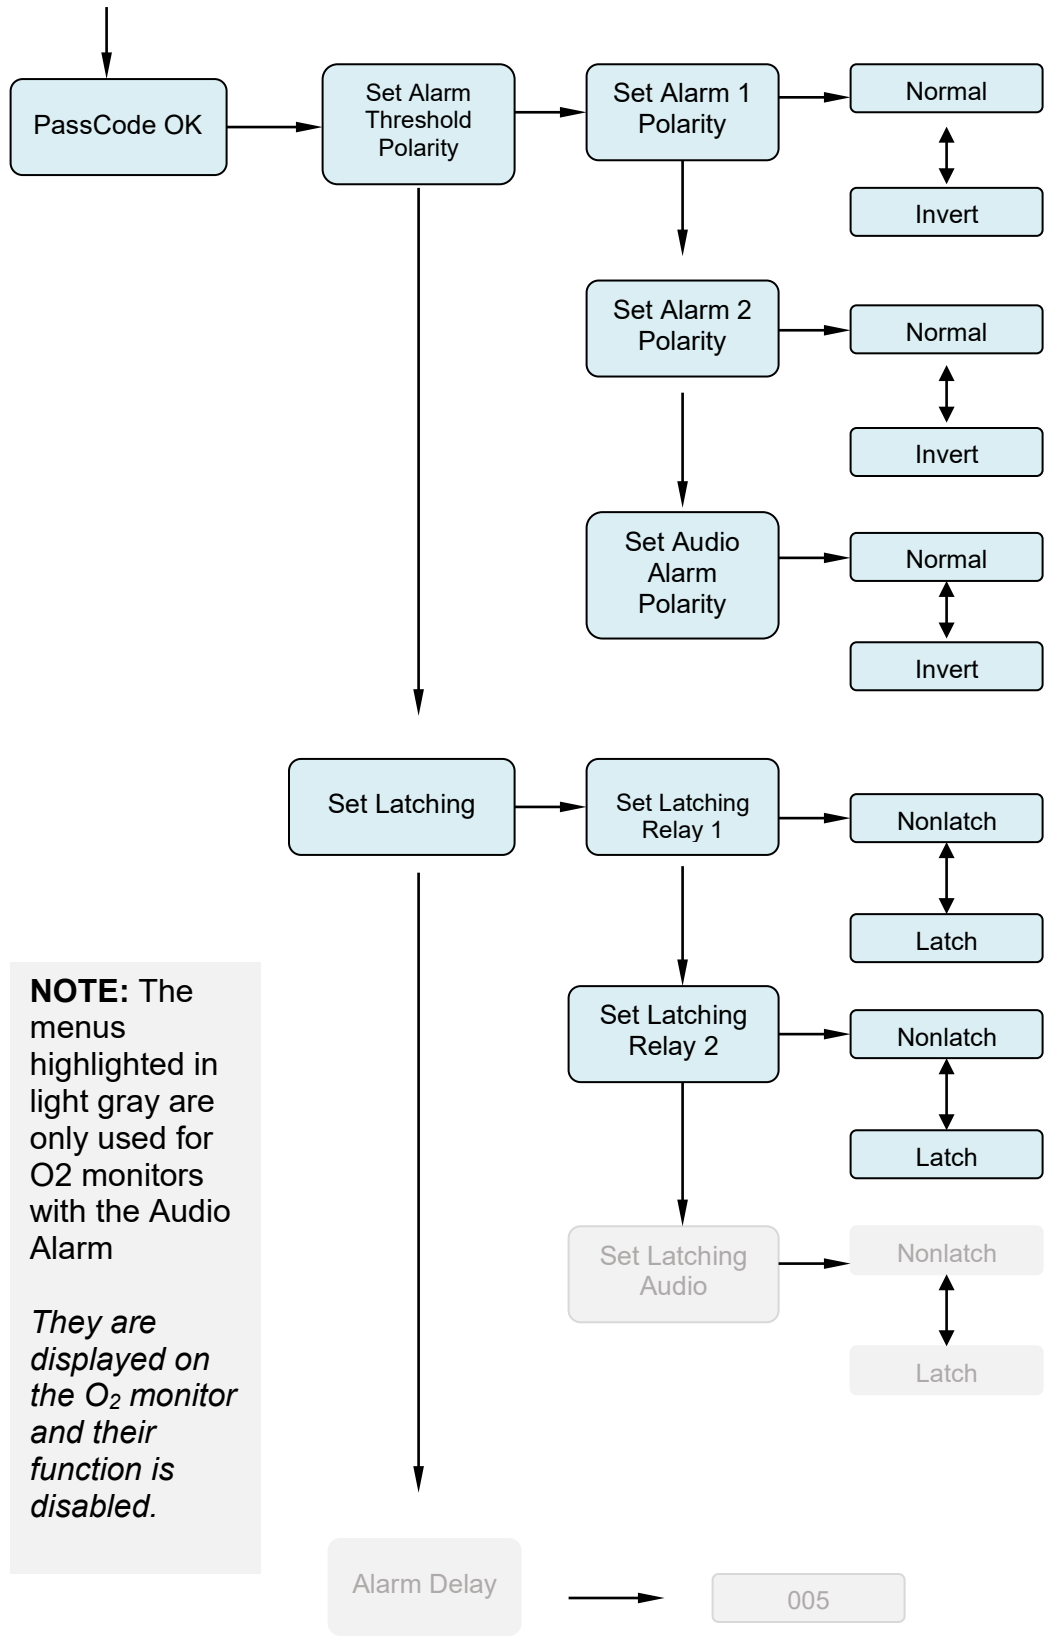 PassCode OK
Set Alarm
Threshold
Polarity
Set Alarm 1
Polarity
Normal
Invert
Set Alarm 2
Polarity
Normal
Invert
Set Audio
Alarm
Polarity
Normal
Invert
Set Latching
Set Latching
Relay 1
Nonlatch
Latch
Set Latching
Relay 2
Nonlatch
Latch
Set Latching
Audio
Nonlatch
Latch
NOTE: The
menus
highlighted in
light gray are
only used for
O2 monitors
with the Audio
Alarm
They are
displayed on
the O₂ monitor
and their
function is
disabled.
Alarm Delay
005